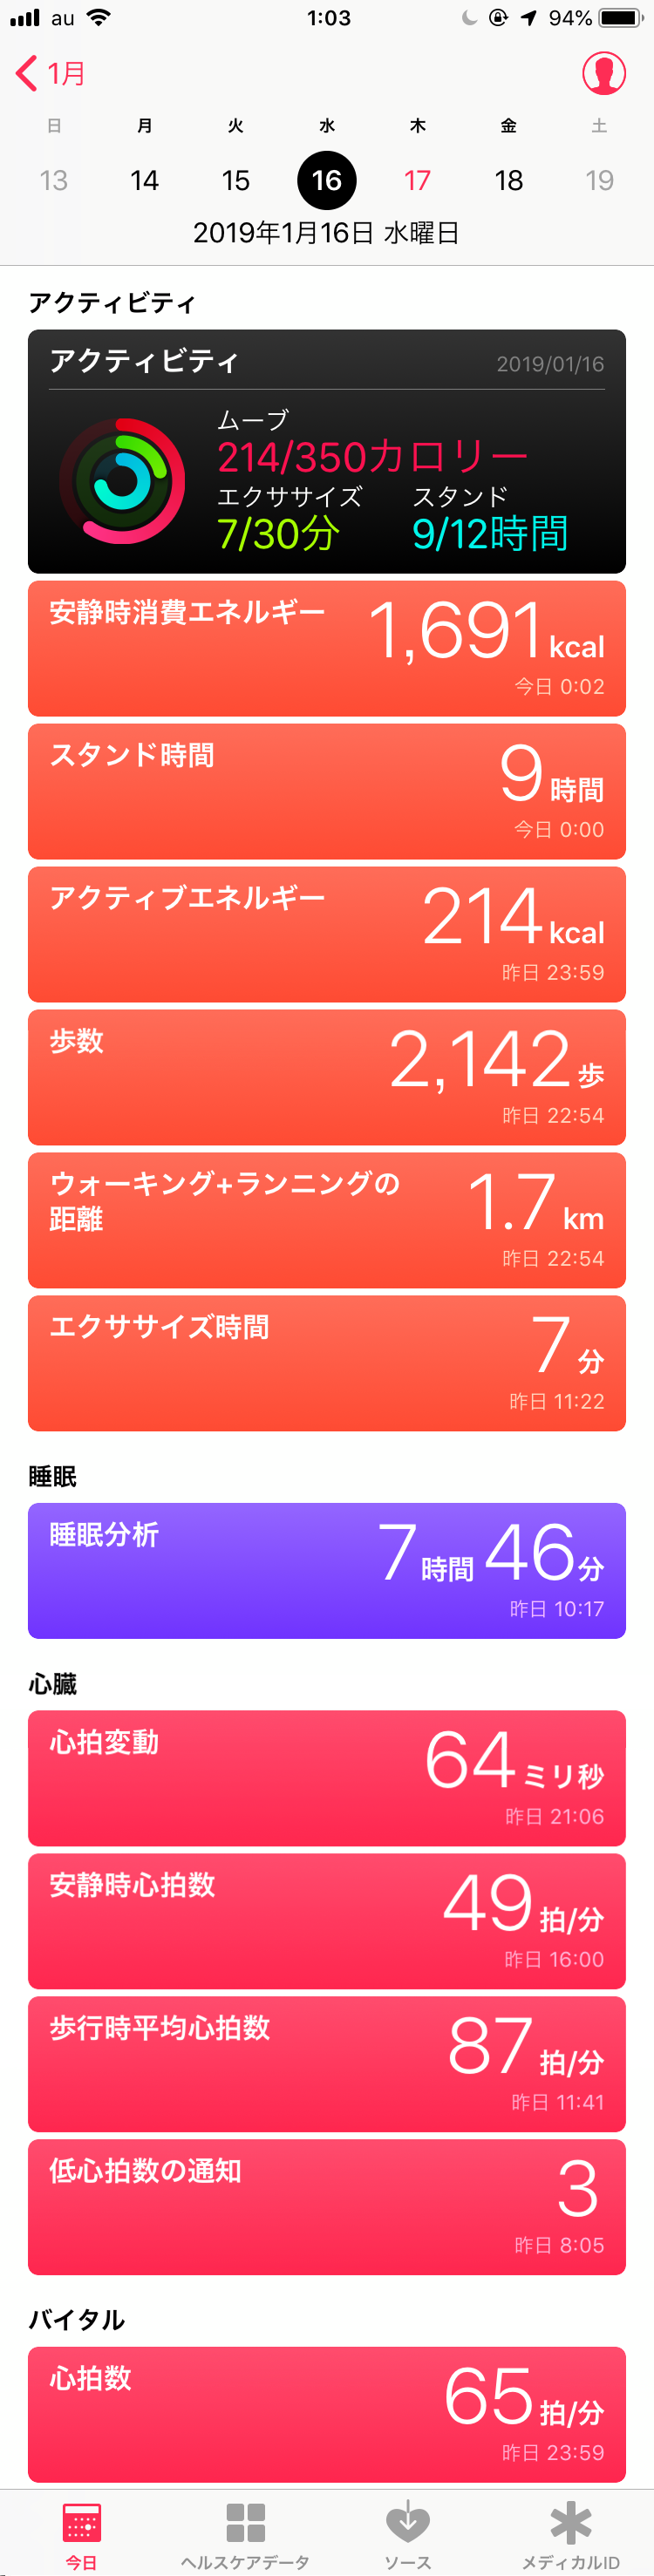 au 1:03 94%
1月
日 月 火 水 木 金 土
13 14 15 16 17 18 19
2019年1月16日 水曜日
アクティビティ
アクティビティ 2019/01/16
ムーブ
214/350カロリー
エクササイズ スタンド
7/30分 9/12時間
安静時消費エネルギー 1,691 kcal
今日 0:02
スタンド時間 9 時間
今日 0:00
アクティブエネルギー 214 kcal
昨日 23:59
歩数 2,142 歩
昨日 22:54
ウォーキング+ランニングの
距離 1.7 km
昨日 22:54
エクササイズ時間 7 分
昨日 11:22
睡眠
睡眠分析 7 時間 46 分
昨日 10:17
心臓
心拍変動 64 ミリ秒
昨日 21:06
安静時心拍数 49 拍/分
昨日 16:00
歩行時平均心拍数 87 拍/分
昨日 11:41
低心拍数の通知 3
昨日 8:05
バイタル
心拍数 65 拍/分
昨日 23:59
今日 ヘルスケアデータ ソース メディカルID